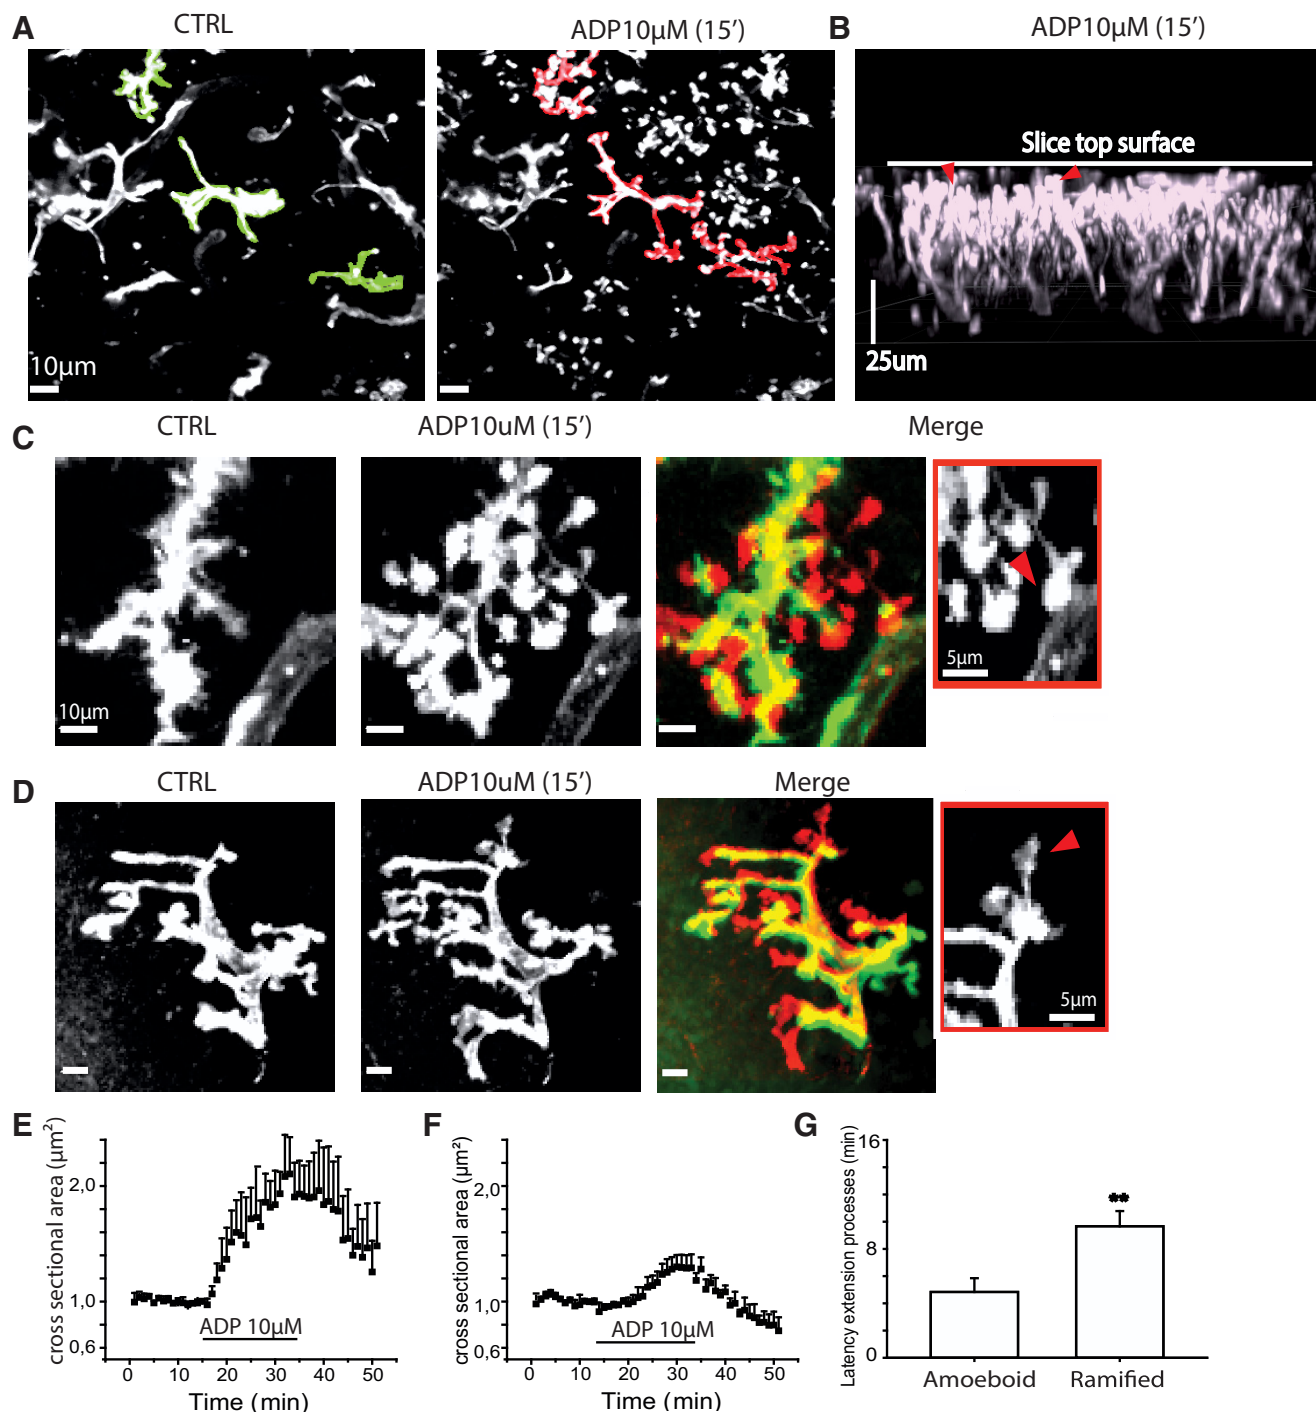 A
CTRL
ADP10µM (15’)
B
ADP10µM (15’)
10µm
Slice top surface
25um
C
CTRL
ADP10uM (15’)
Merge
10µm
5µm
D
CTRL
ADP10uM (15’)
Merge
5µm
E
cross sectional area (µm²)
2,0
1,0
0,6
ADP 10µM
0 10 20 30 40 50
Time (min)
F
cross sectional area (µm²)
2,0
1,0
0,6
ADP 10µM
0 10 20 30 40 50
Time (min)
G
Latency extension processes (min)
16
8
0
**
Amoeboid Ramified